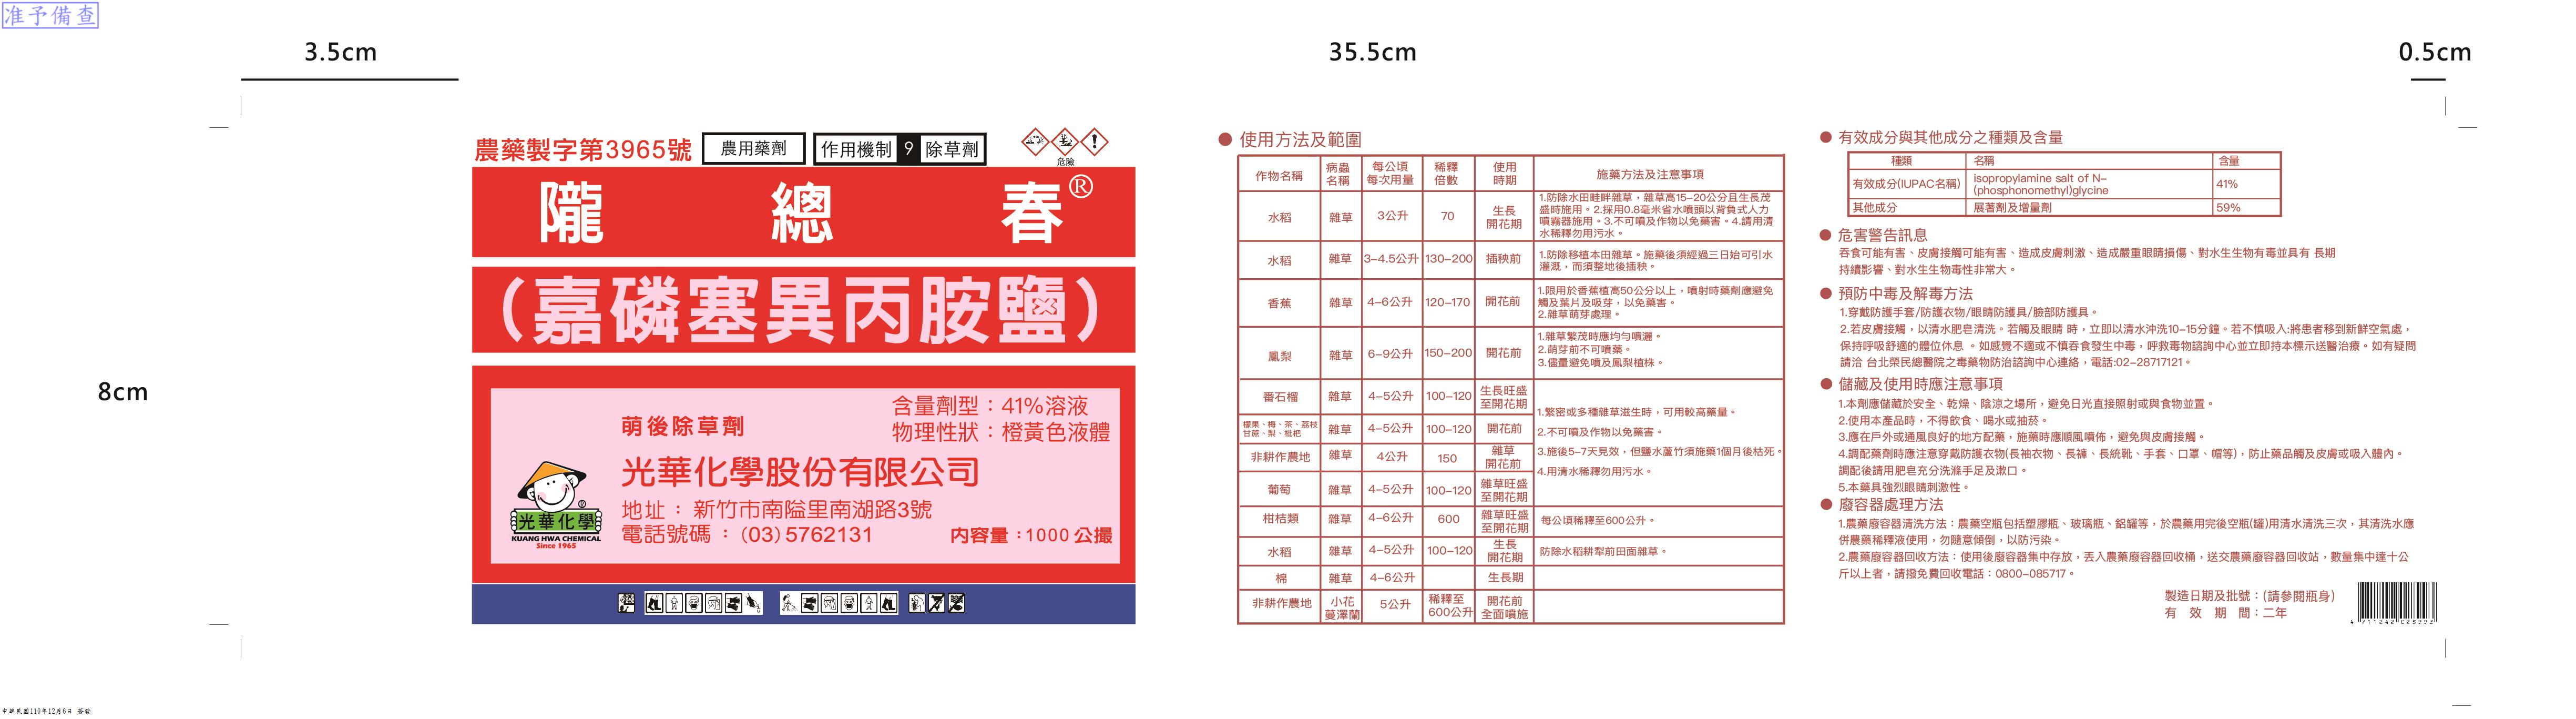 准予備查
3.5cm
35.5cm
0.5cm
8cm
農藥製字第3965號
農用藥劑
作用機制 9 除草劑
危險
隴總春®
(嘉磷塞異丙胺鹽)
萌後除草劑
含量劑型：41%溶液
物理性狀：橙黃色液體
光華化學股份有限公司
地址：新竹市南隘里南湖路3號
電話號碼：(03)5762131
內容量：1000公撮
光華化學®
KUANG HWA CHEMICAL
Since 1965
● 使用方法及範圍
作物名稱 病蟲名稱 每公頃每次用量 稀釋倍數 使用時期 施藥方法及注意事項
水稻 雜草 3公升 70 生長開花期 1.防除水田畦畔雜草，雜草高15-20公分且生長茂
盛時施用。2.採用0.8毫米省水噴頭以背負式人力
噴霧器施用。3.不可噴及作物以免藥害。4.請用清
水稀釋勿用污水。
水稻 雜草 3-4.5公升 130-200 插秧前 1.防除移植本田雜草。施藥後須經過三日始可引水
灌溉，而須整地後插秧。
香蕉 雜草 4-6公升 120-170 開花前 1.限用於香蕉植高50公分以上，噴射時藥劑應避免
觸及葉片及吸芽，以免藥害。
2.雜草萌芽處理。
鳳梨 雜草 6-9公升 150-200 開花前 1.雜草繁茂時應均勻噴灑。
2.萌芽前不可噴藥。
3.儘量避免噴及鳳梨植株。
番石榴 雜草 4-5公升 100-120 生長旺盛至開花期
檬果、梅、茶、荔枝
甘蔗、梨、枇杷 雜草 4-5公升 100-120 開花前
非耕作農地 雜草 4公升 150 雜草開花前
葡萄 雜草 4-5公升 100-120 雜草旺盛至開花期
1.繁密或多種雜草滋生時，可用較高藥量。
2.不可噴及作物以免藥害。
3.施後5-7天見效，但鹽水蘆竹須施藥1個月後枯死。
4.用清水稀釋勿用污水。
柑桔類 雜草 4-6公升 600 雜草旺盛至開花期 每公頃稀釋至600公升。
水稻 雜草 4-5公升 100-120 生長開花期 防除水稻耕犁前田面雜草。
棉 雜草 4-6公升 生長期
非耕作農地 小花蔓澤蘭 5公升 稀釋至600公升 開花前全面噴施
● 有效成分與其他成分之種類及含量
種類 名稱 含量
有效成分(IUPAC名稱) isopropylamine salt of N-
(phosphonomethyl)glycine 41%
其他成分 展著劑及增量劑 59%
● 危害警告訊息
吞食可能有害、皮膚接觸可能有害、造成皮膚刺激、造成嚴重眼睛損傷、對水生生物有毒並具有 長期
持續影響、對水生生物毒性非常大。
● 預防中毒及解毒方法
1.穿戴防護手套/防護衣物/眼睛防護具/臉部防護具。
2.若皮膚接觸，以清水肥皂清洗。若觸及眼睛 時，立即以清水沖洗10-15分鐘。若不慎吸入:將患者移到新鮮空氣處，
保持呼吸舒適的體位休息 。如感覺不適或不慎吞食發生中毒，呼救毒物諮詢中心並立即持本標示送醫治療。如有疑問
請洽 台北榮民總醫院之毒藥物防治諮詢中心連絡，電話:02-28717121。
● 儲藏及使用時應注意事項
1.本劑應儲藏於安全、乾燥、陰涼之場所，避免日光直接照射或與食物並置。
2.使用本產品時，不得飲食、喝水或抽菸。
3.應在戶外或通風良好的地方配藥，施藥時應順風噴佈，避免與皮膚接觸。
4.調配藥劑時應注意穿戴防護衣物(長袖衣物、長褲、長統靴、手套、口罩、帽等)，防止藥品觸及皮膚或吸入體內。
調配後請用肥皂充分洗滌手足及漱口。
5.本藥具強烈眼睛刺激性。
● 廢容器處理方法
1.農藥廢容器清洗方法：農藥空瓶包括塑膠瓶、玻璃瓶、鋁罐等，於農藥用完後空瓶(罐)用清水清洗三次，其清洗水應
併農藥稀釋液使用，勿隨意傾倒，以防污染。
2.農藥廢容器回收方法：使用後廢容器集中存放，丟入農藥廢容器回收桶，送交農藥廢容器回收站，數量集中達十公
斤以上者，請撥免費回收電話：0800-085717。
製造日期及批號：(請參閱瓶身)
有 效 期 間：二年
中華民國110年12月6日 簽發